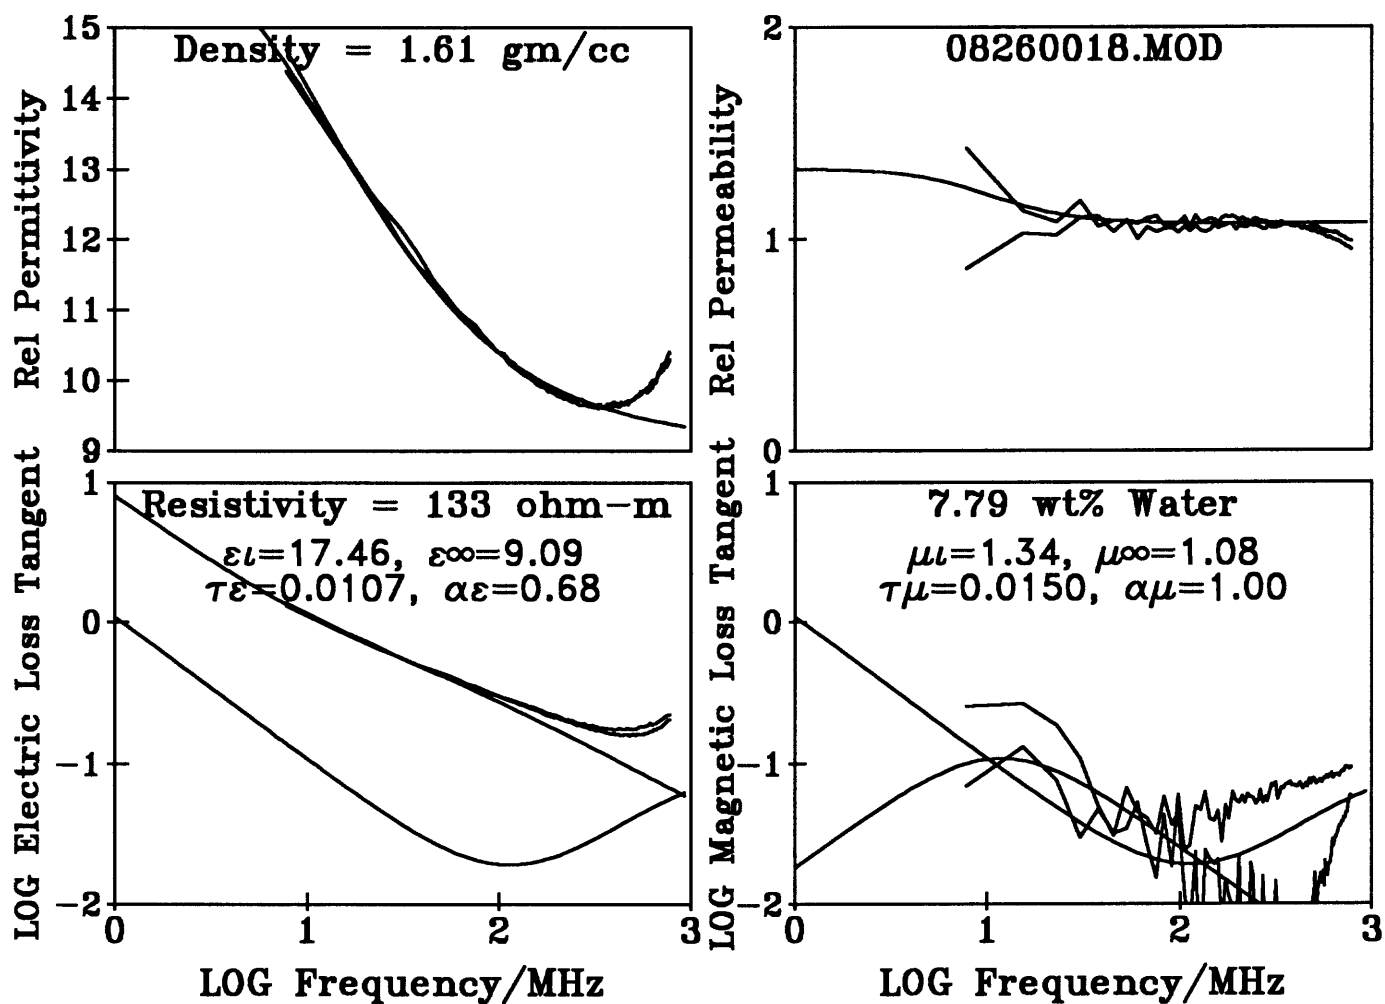 Density = 1.61 gm/cc
15
14
13
12
11
10
9
Rel Permittivity
08260018.MOD
2
1
0
Rel Permeability
Resistivity = 133 ohm-m
ει=17.46, ε∞=9.09
τε=0.0107, αε=0.68
1
0
-1
-2
LOG Electric Loss Tangent
0 1 2 3
LOG Frequency/MHz
7.79 wt% Water
μι=1.34, μ∞=1.08
τμ=0.0150, αμ=1.00
1
0
-1
-2
LOG Magnetic Loss Tangent
0 1 2 3
LOG Frequency/MHz